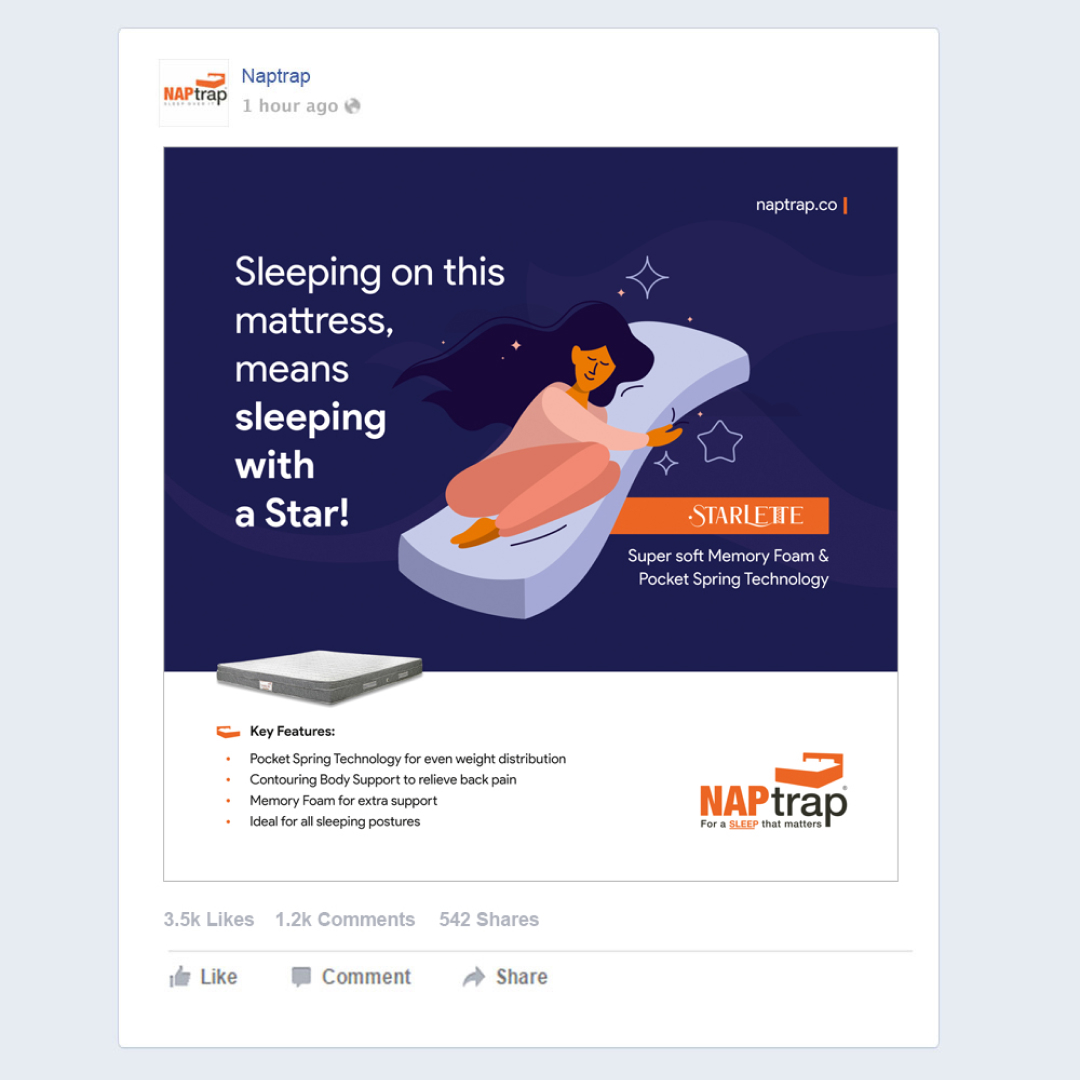 NAPtrap
Naptrap
1 hour ago
naptrap.co
Sleeping on this
mattress,
means
sleeping
with
a Star!
STARLETTE
Super soft Memory Foam &
Pocket Spring Technology
Key Features:
• Pocket Spring Technology for even weight distribution
• Contouring Body Support to relieve back pain
• Memory Foam for extra support
• Ideal for all sleeping postures
NAPtrap®
For a SLEEP that matters
3.5k Likes 1.2k Comments 542 Shares
Like Comment Share